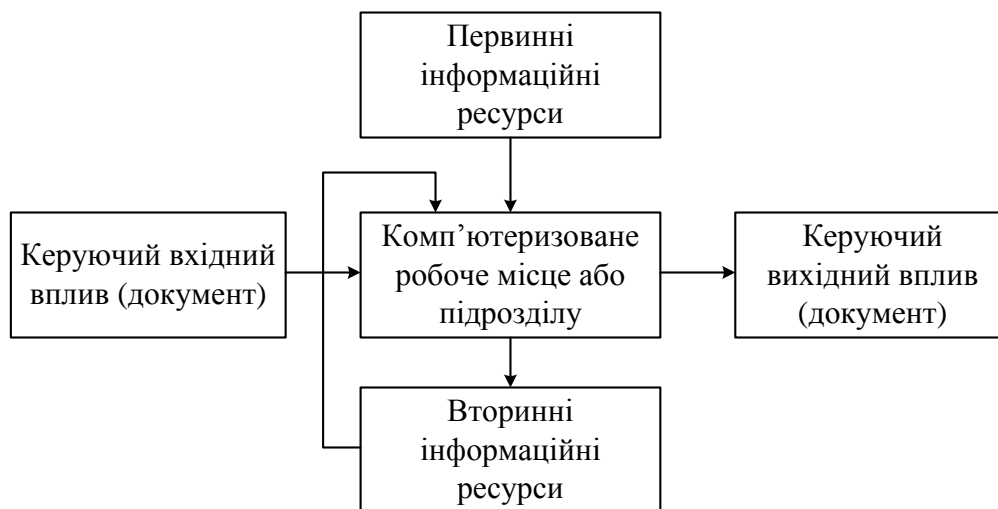 Первинні
інформаційні
ресурси
Керуючий вхідний
вплив (документ)
Комп’ютеризоване
робоче місце або
підрозділу
Керуючий
вихідний вплив
(документ)
Вторинні
інформаційні
ресурси